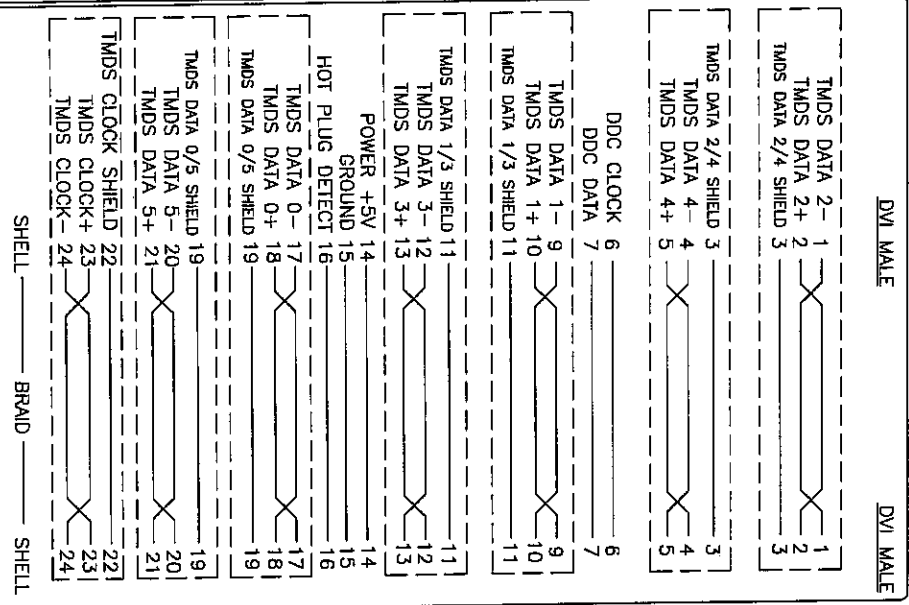 DVI MALE DVI MALE
TMDS DATA 2- 1 1
TMDS DATA 2+ 2 2
TMDS DATA 2/4 SHIELD 3 3
TMDS DATA 2/4 SHIELD 3 3
TMDS DATA 4- 4 4
TMDS DATA 4+ 5 5
DDC CLOCK 6 6
DDC DATA 7 7
TMDS DATA 1- 9 9
TMDS DATA 1+ 10 10
TMDS DATA 1/3 SHIELD 11 11
TMDS DATA 1/3 SHIELD 11 11
TMDS DATA 3- 12 12
TMDS DATA 3+ 13 13
POWER +5V 14 14
GROUND 15 15
HOT PLUG DETECT 16 16
TMDS DATA 0- 17 17
TMDS DATA 0+ 18 18
TMDS DATA 0/5 SHIELD 19 19
TMDS DATA 0/5 SHIELD 19 19
TMDS DATA 5- 20 20
TMDS DATA 5+ 21 21
TMDS CLOCK SHIELD 22 22
TMDS CLOCK+ 23 23
TMDS CLOCK- 24 24
SHELL BRAID SHELL